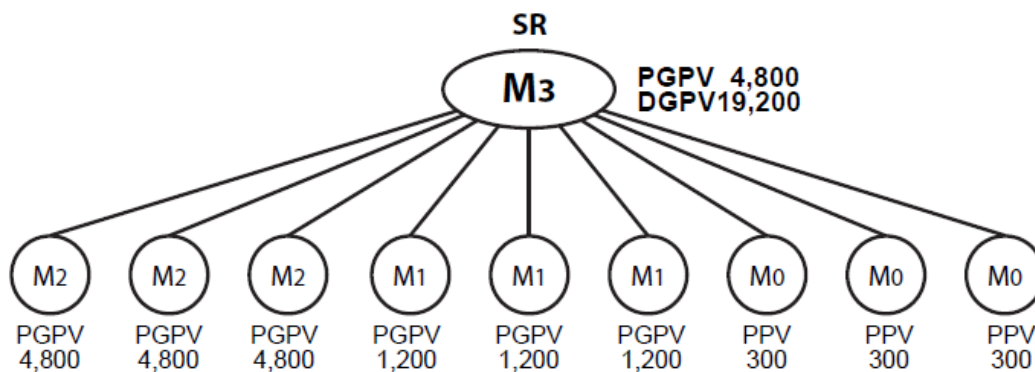 SR
M3
PGPV 4,800
DGPV19,200
M2 M2 M2 M1 M1 M1 M0 M0 M0
PGPV PGPV PGPV PGPV PGPV PGPV PPV PPV PPV
4,800 4,800 4,800 1,200 1,200 1,200 300 300 300